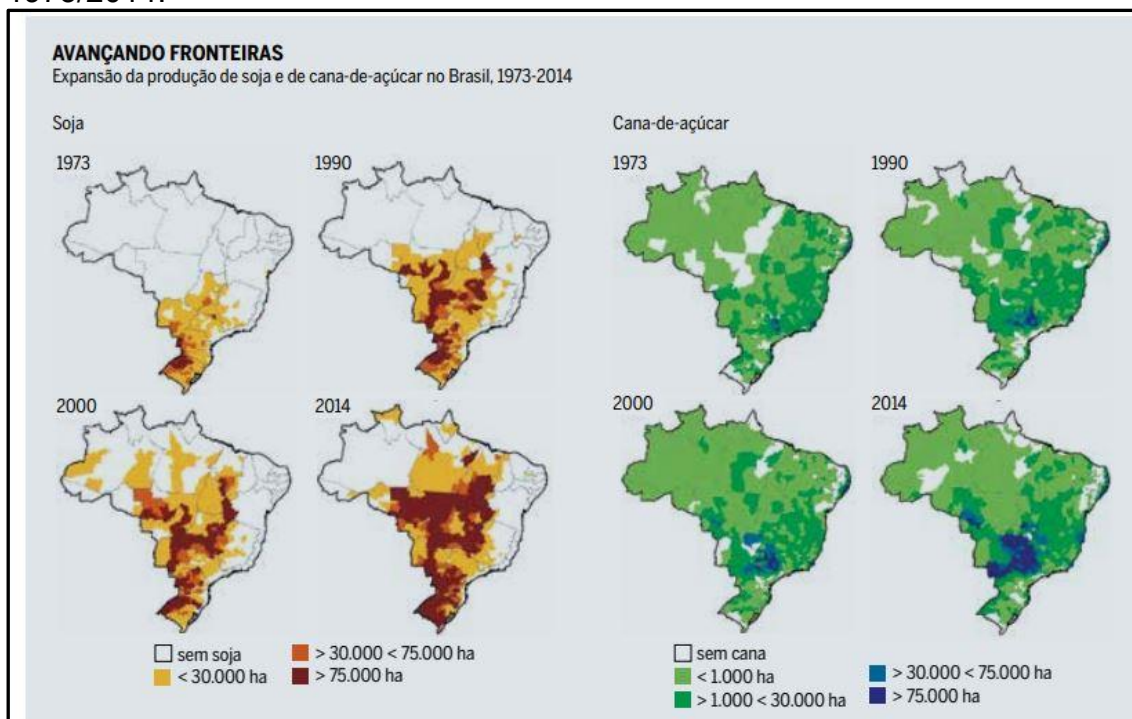 1973/2014.
AVANÇANDO FRONTEIRAS
Expansão da produção de soja e de cana-de-açúcar no Brasil, 1973-2014
Soja
1973
1990
2000
2014
sem soja
< 30.000 ha
> 30.000 < 75.000 ha
> 75.000 ha
Cana-de-açúcar
1973
1990
2000
2014
sem cana
< 1.000 ha
> 1.000 < 30.000 ha
> 30.000 < 75.000 ha
> 75.000 ha